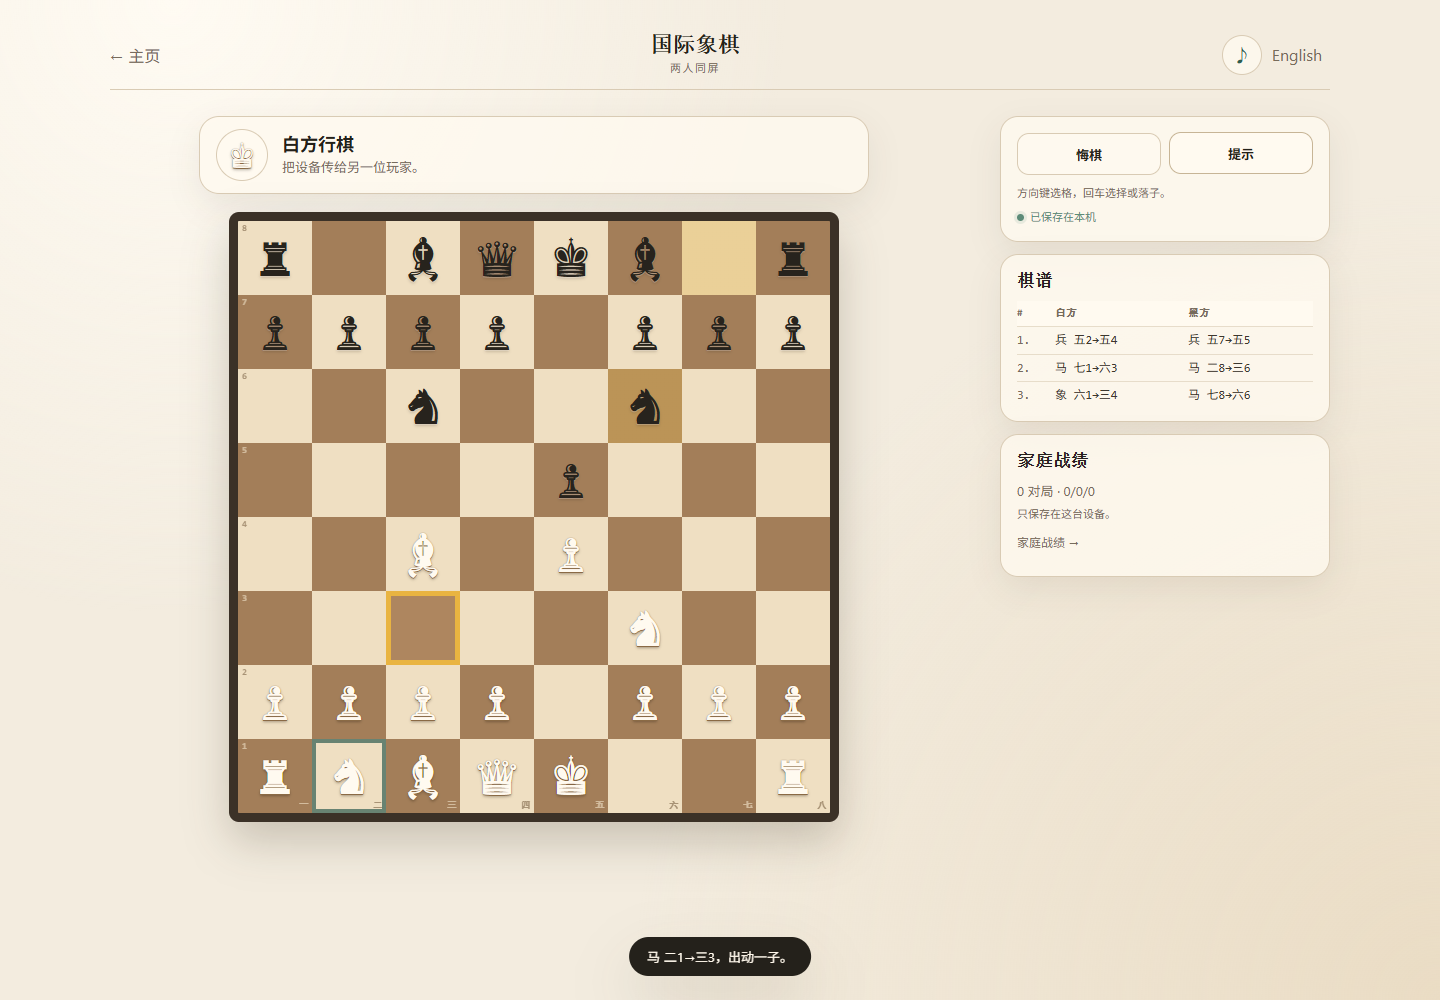 ← 主页
国际象棋
两人同屏
♪ English
白方行棋
把设备传给另一位玩家。
悔棋 提示
方向键选格，回车选择或落子。
已保存在本机
棋谱
# 白方 黑方
1. 兵 五2→五4 兵 五7→五5
2. 马 七1→六3 马 二8→三6
3. 象 六1→三4 马 七8→六6
家庭战绩
0 对局 · 0/0/0
只保存在这台设备。
家庭战绩 →
8
7
6
5
4
3
2
1
一 二 三 四 五 六 七 八
马 二1→三3，出动一子。